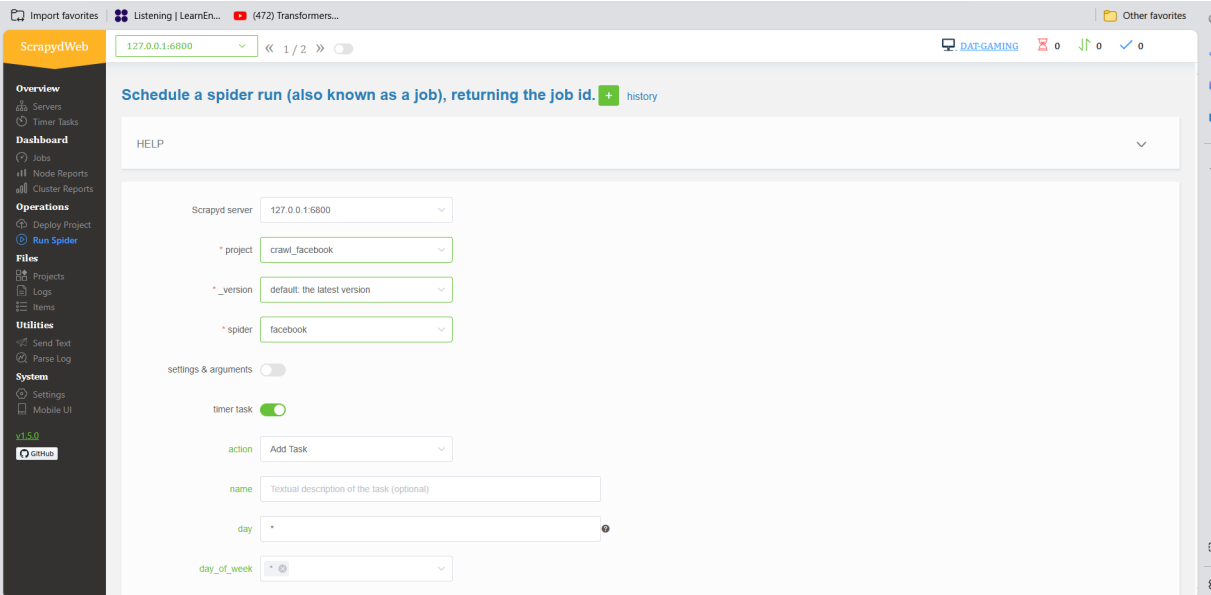 Import favorites Listening | LearnEn... (472) Transformers... Other favorites
ScrapydWeb 127.0.0.1:6800 « 1 / 2 » DAT-GAMING 0 0 0
Overview
Servers
Timer Tasks
Dashboard
Jobs
Node Reports
Cluster Reports
Operations
Deploy Project
Run Spider
Files
Projects
Logs
Items
Utilities
Send Text
Parse Log
System
Settings
Mobile UI
v1.5.0
GitHub
Schedule a spider run (also known as a job), returning the job id. + history
HELP
Scrapyd server 127.0.0.1:6800
* project crawl_facebook
* _version default: the latest version
* spider facebook
settings & arguments
timer task
action Add Task
name Textual description of the task (optional)
day * ?
day_of_week *